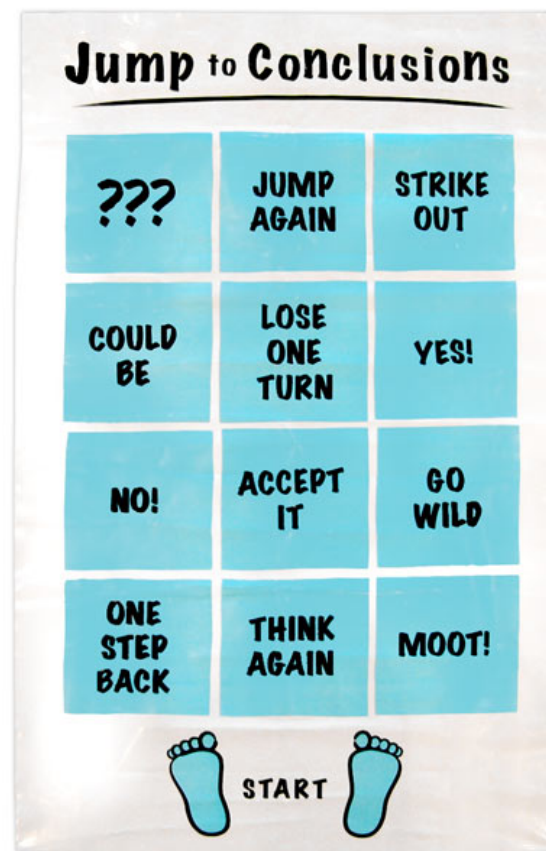 Jump to Conclusions
???
JUMP
AGAIN
STRIKE
OUT
COULD
BE
LOSE
ONE
TURN
YES!
NO!
ACCEPT
IT
GO
WILD
ONE
STEP
BACK
THINK
AGAIN
MOOT!
START